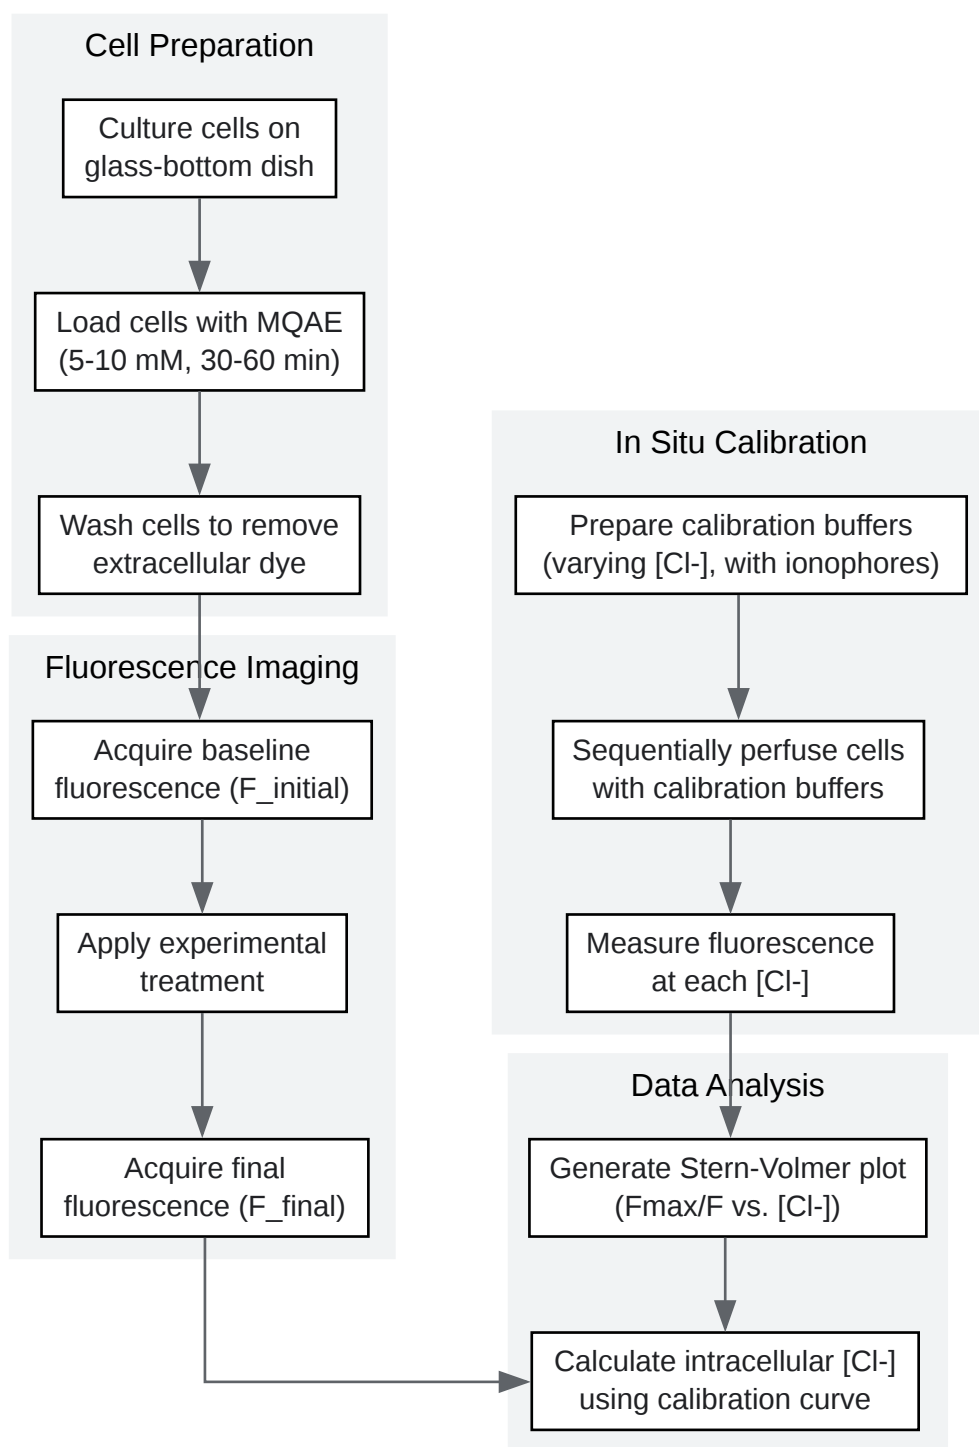 Cell Preparation
Culture cells on
glass-bottom dish
Load cells with MQAE
(5-10 mM, 30-60 min)
Wash cells to remove
extracellular dye
Fluorescence Imaging
Acquire baseline
fluorescence (F_initial)
Apply experimental
treatment
Acquire final
fluorescence (F_final)
In Situ Calibration
Prepare calibration buffers
(varying [Cl-], with ionophores)
Sequentially perfuse cells
with calibration buffers
Measure fluorescence
at each [Cl-]
Data Analysis
Generate Stern-Volmer plot
(Fmax/F vs. [Cl-])
Calculate intracellular [Cl-]
using calibration curve